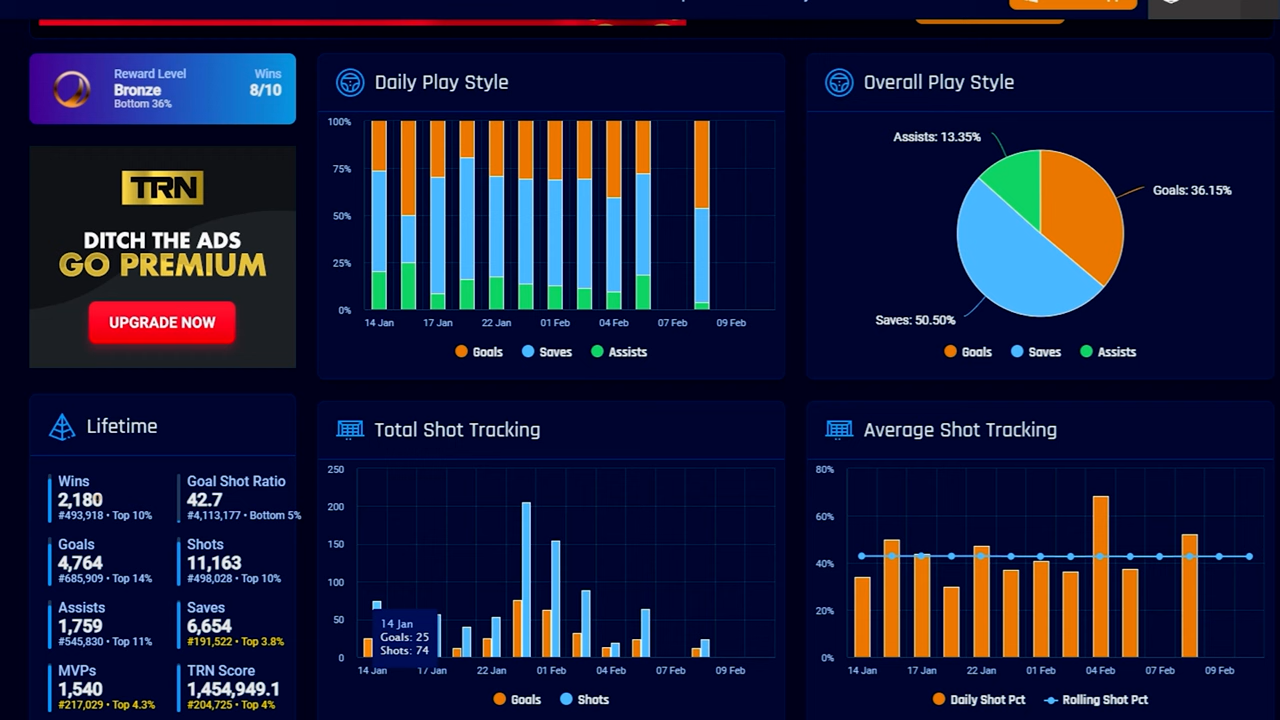 Reward Level
Wins
Bronze
8/10
Bottom 36%
TRN
DITCH THE ADS
GO PREMIUM
UPGRADE NOW
Daily Play Style
100%
75%
50%
25%
0%
14 Jan
17 Jan
22 Jan
01 Feb
04 Feb
07 Feb
09 Feb
Goals
Saves
Assists
Overall Play Style
Assists: 13.35%
Goals: 36.15%
Saves: 50.50%
Goals
Saves
Assists
Lifetime
Wins
2,180
#493,918 • Top 10%
Goal Shot Ratio
42.7
#4,113,177 • Bottom 5%
Goals
4,764
#685,909 • Top 14%
Shots
11,163
#498,028 • Top 10%
Assists
1,759
#545,830 • Top 11%
Saves
6,654
#191,522 • Top 3.8%
MVPs
1,540
#217,029 • Top 4.3%
TRN Score
1,454,949.1
#204,725 • Top 4%
Total Shot Tracking
250
200
150
100
50
0
14 Jan
Goals: 25
Shots: 74
14 Jan
17 Jan
22 Jan
01 Feb
04 Feb
07 Feb
09 Feb
Goals
Shots
Average Shot Tracking
80%
60%
40%
20%
0%
14 Jan
17 Jan
22 Jan
01 Feb
04 Feb
07 Feb
09 Feb
Daily Shot Pct
Rolling Shot Pct